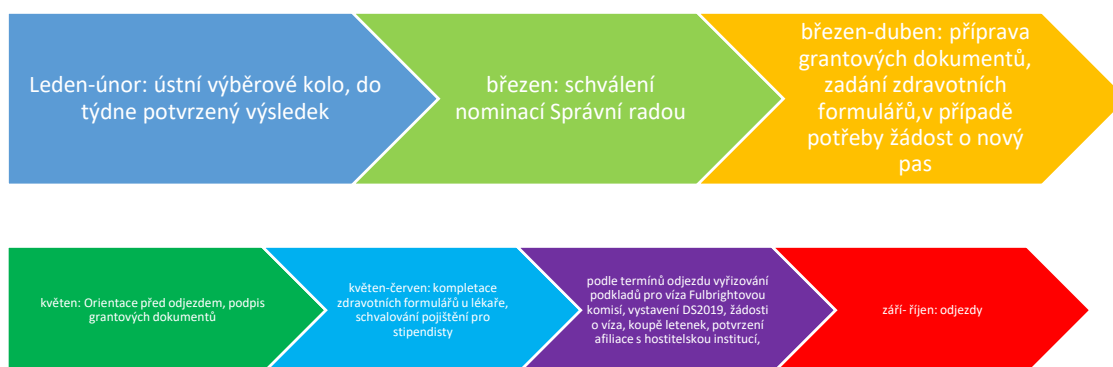 Leden-únor: ústní výběrové kolo, do
týdne potvrzený výsledek
březen: schválení
nominací Správní radou
březen-duben: příprava
grantových dokumentů,
zadání zdravotních
formulářů,v případě
potřeby žádost o nový
pas
květen: Orientace před odjezdem, podpis
grantových dokumentů
květen-červen: kompletace
zdravotních formulářů u lékaře,
schvalování pojištění pro
stipendisty
podle termínů odjezdu vyřizování
podkladů pro víza Fulbrightovou
komisí, vystavení DS2019, žádosti
o víza, koupě letenek, potvrzení
afiliace s hostitelskou institucí,
září- říjen: odjezdy